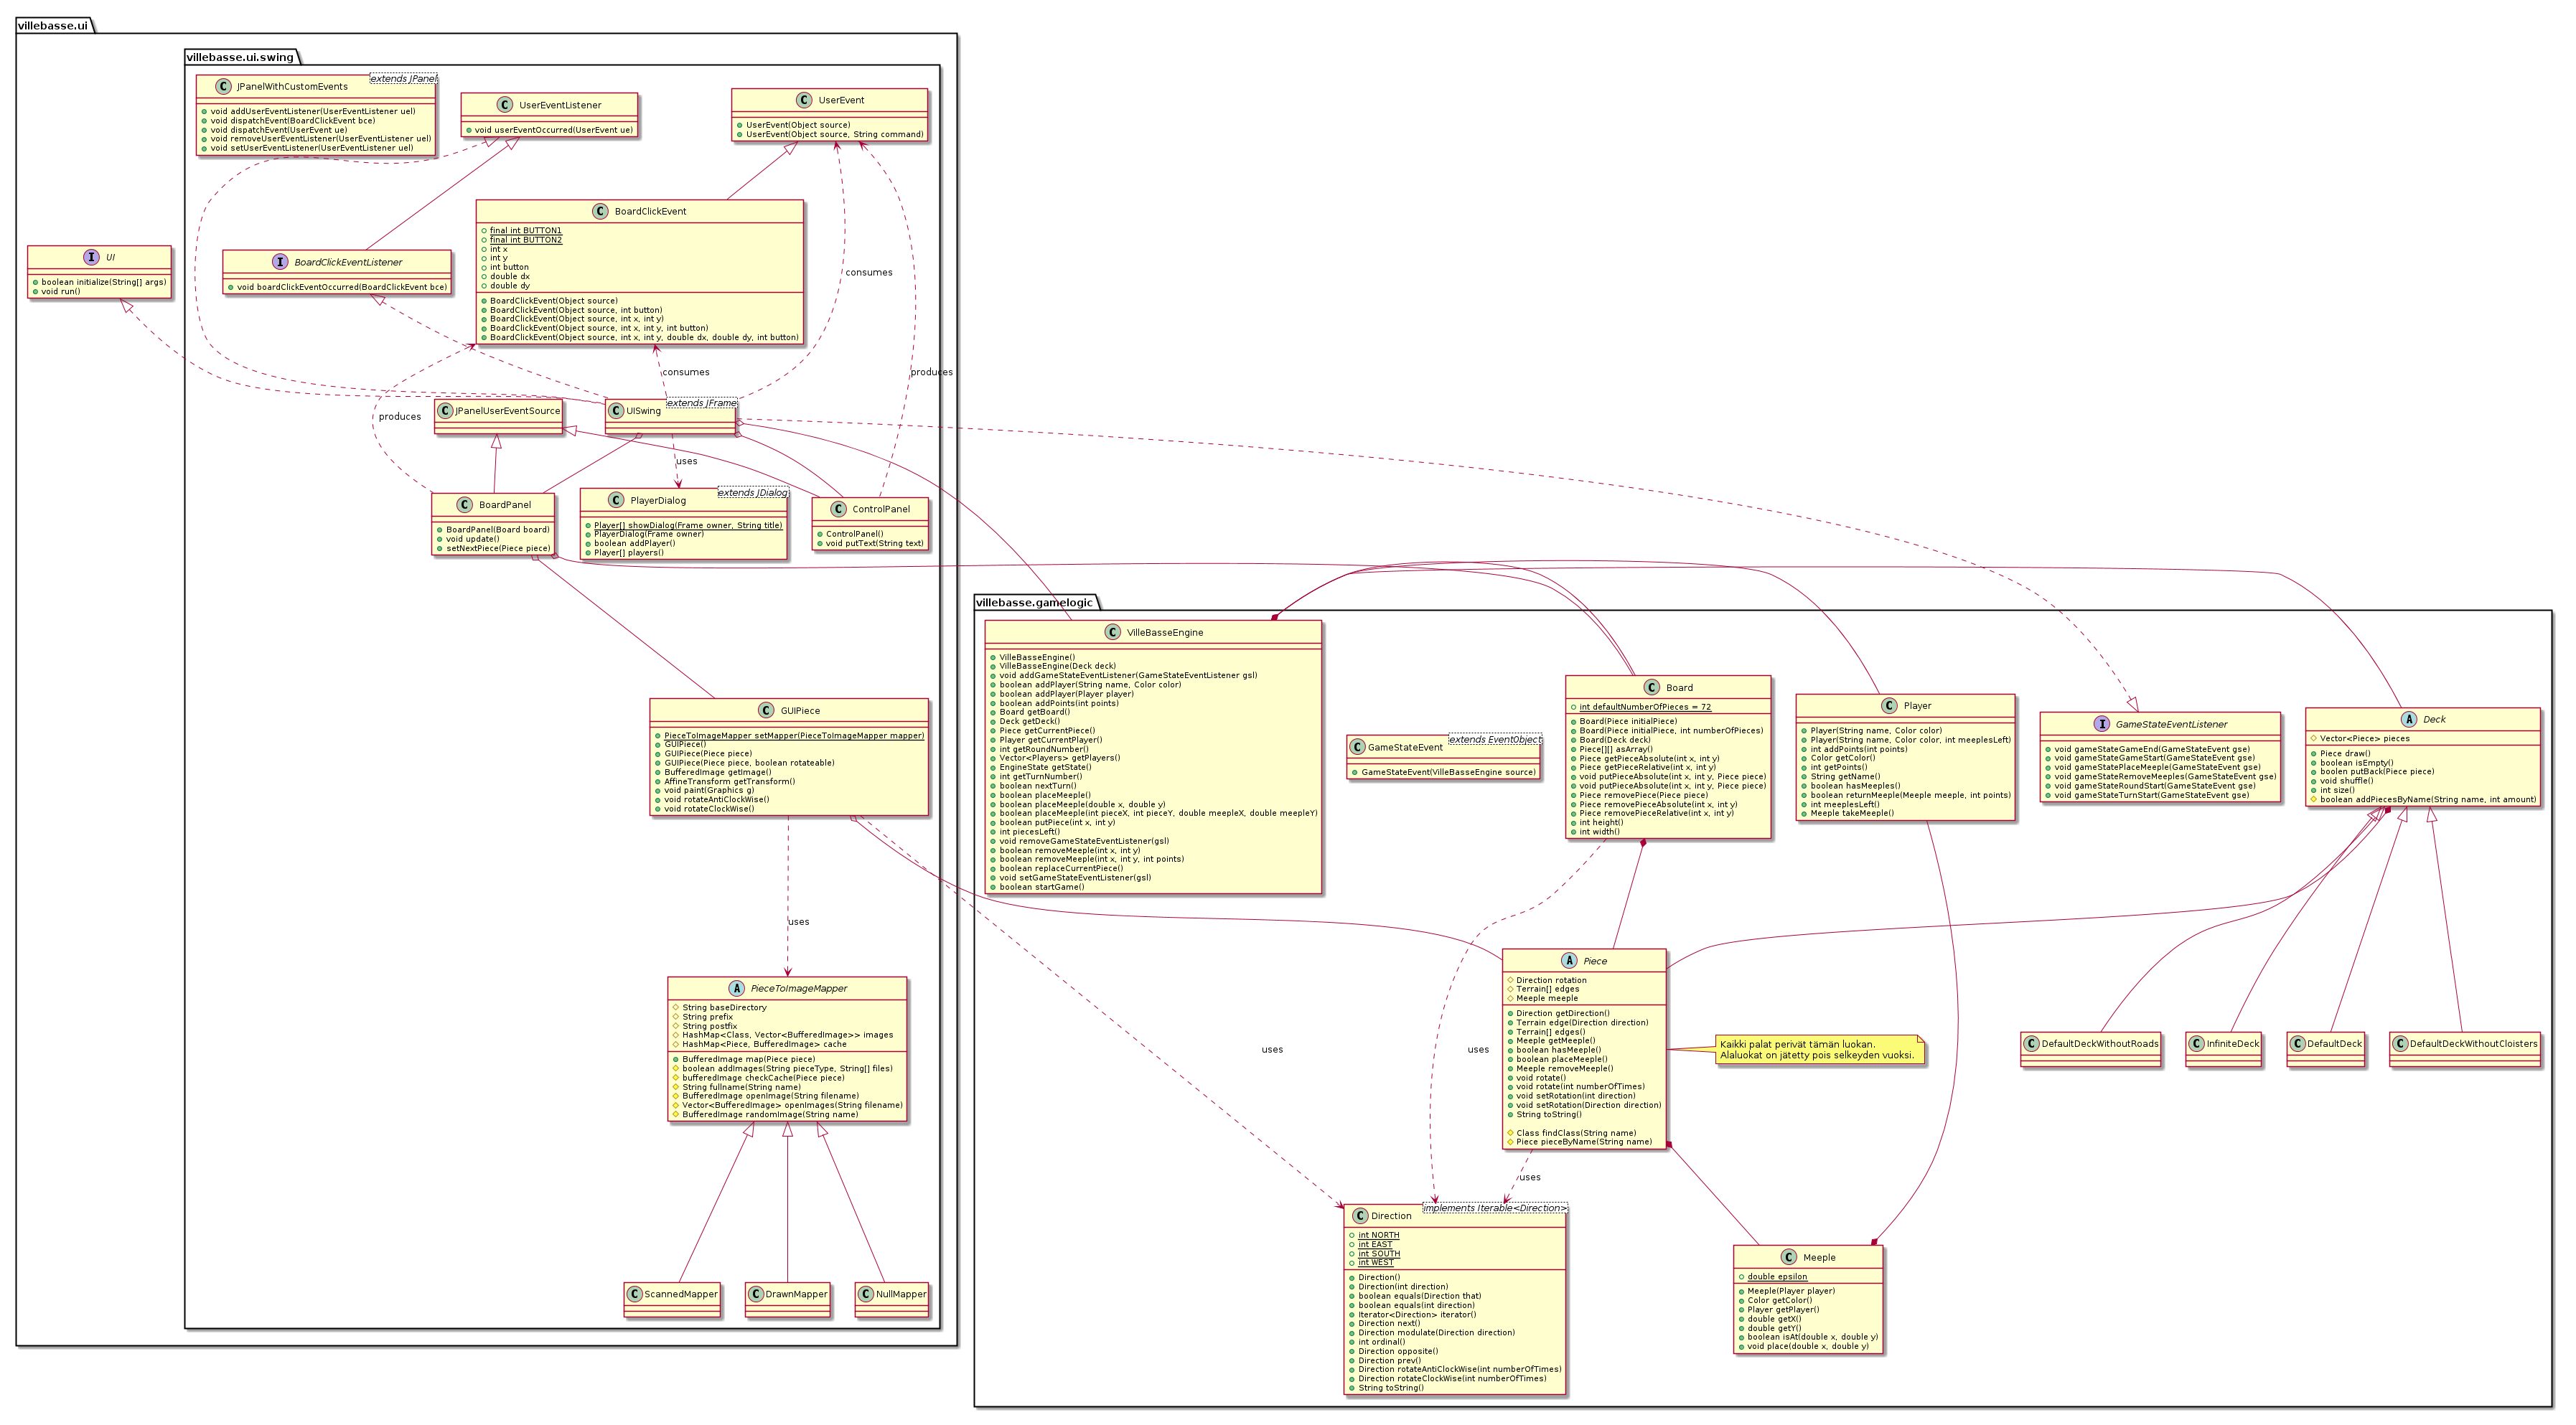 villebasse.ui
villebasse.ui.swing
JPanelWithCustomEvents
extends JPanel
void addUserEventListener(UserEventListener uel)
void dispatchEvent(BoardClickEvent bce)
void dispatchEvent(UserEvent ue)
void removeUserEventListener(UserEventListener uel)
void setUserEventListener(UserEventListener uel)
C UserEventListener
void userEventOccurred(UserEvent ue)
C UserEvent
UserEvent(Object source)
UserEvent(Object source, String command)
C BoardClickEvent
final int BUTTON1
final int BUTTON2
int x
int y
int button
double dx
double dy
BoardClickEvent(Object source)
BoardClickEvent(Object source, int button)
BoardClickEvent(Object source, int x, int y)
BoardClickEvent(Object source, int x, int y, int button)
BoardClickEvent(Object source, int x, int y, double dx, double dy, int button)
I UI
boolean initialize(String[] args)
void run()
I BoardClickEventListener
void boardClickEventOccurred(BoardClickEvent bce)
consumes
consumes
produces
produces
C JPanelUserEventSource
C UISwing
extends JFrame
uses
C BoardPanel
BoardPanel(Board board)
void update()
setNextPiece(Piece piece)
C PlayerDialog
extends JDialog
Player[] showDialog(Frame owner, String title)
PlayerDialog(Frame owner)
boolean addPlayer()
Player[] players()
C ControlPanel
ControlPanel()
void putText(String text)
C GUIPiece
PieceToImageMapper setMapper(PieceToImageMapper mapper)
GUIPiece()
GUIPiece(Piece piece)
GUIPiece(Piece piece, boolean rotateable)
BufferedImage getImage()
AffineTransform getTransform()
void paint(Graphics g)
void rotateAntiClockWise()
void rotateClockWise()
uses
A PieceToImageMapper
String baseDirectory
String prefix
String postfix
HashMap<Class, Vector<BufferedImage>> images
HashMap<Piece, BufferedImage> cache
BufferedImage map(Piece piece)
boolean addImages(String pieceType, String[] files)
bufferedImage checkCache(Piece piece)
String fullname(String name)
BufferedImage openImage(String filename)
Vector<BufferedImage> openImages(String filename)
BufferedImage randomImage(String name)
C ScannedMapper
C DrawnMapper
C NullMapper
villebasse.gamelogic
C VilleBasseEngine
VilleBasseEngine()
VilleBasseEngine(Deck deck)
void addGameStateEventListener(GameStateEventListener gsl)
boolean addPlayer(String name, Color color)
boolean addPlayer(Player player)
boolean addPoints(int points)
Board getBoard()
Deck getDeck()
Piece getCurrentPiece()
Player getCurrentPlayer()
int getRoundNumber()
Vector<Players> getPlayers()
EngineState getState()
int getTurnNumber()
boolean nextTurn()
boolean placeMeeple()
boolean placeMeeple(double x, double y)
boolean placeMeeple(int pieceX, int pieceY, double meepleX, double meepleY)
boolean putPiece(int x, int y)
int piecesLeft()
void removeGameStateEventListener(gsl)
boolean removeMeeple(int x, int y)
boolean removeMeeple(int x, int y, int points)
boolean replaceCurrentPiece()
void setGameStateEventListener(gsl)
boolean startGame()
C GameStateEvent
extends EventObject
GameStateEvent(VilleBasseEngine source)
C Board
int defaultNumberOfPieces = 72
Board(Piece initialPiece)
Board(Piece initialPiece, int numberOfPieces)
Board(Deck deck)
Piece[][] asArray()
Piece getPieceAbsolute(int x, int y)
Piece getPieceRelative(int x, int y)
void putPieceAbsolute(int x, int y, Piece piece)
void putPieceAbsolute(int x, int y, Piece piece)
Piece removePiece(Piece piece)
Piece removePieceAbsolute(int x, int y)
Piece removePieceRelative(int x, int y)
int height()
int width()
C Player
Player(String name, Color color)
Player(String name, Color color, int meeplesLeft)
int addPoints(int points)
Color getColor()
int getPoints()
String getName()
boolean hasMeeples()
boolean returnMeeple(Meeple meeple, int points)
int meeplesLeft()
Meeple takeMeeple()
I GameStateEventListener
void gameStateGameEnd(GameStateEvent gse)
void gameStateGameStart(GameStateEvent gse)
void gameStatePlaceMeeple(GameStateEvent gse)
void gameStateRemoveMeeples(GameStateEvent gse)
void gameStateRoundStart(GameStateEvent gse)
void gameStateTurnStart(GameStateEvent gse)
A Deck
Vector<Piece> pieces
Piece draw()
boolean isEmpty()
boolen putBack(Piece piece)
void shuffle()
int size()
boolean addPiecesByName(String name, int amount)
A Piece
Direction rotation
Terrain[] edges
Meeple meeple
Direction getDirection()
Terrain edge(Direction direction)
Terrain[] edges()
Meeple getMeeple()
boolean hasMeeple()
boolean placeMeeple()
Meeple removeMeeple()
void rotate()
void rotate(int numberOfTimes)
void setRotation(int direction)
void setRotation(Direction direction)
String toString()
Class findClass(String name)
Piece pieceByName(String name)
Kaikki palat perivät tämän luokan.
Alaluokat on jätetty pois selkeyden vuoksi.
C DefaultDeckWithoutRoads
C InfiniteDeck
C DefaultDeck
C DefaultDeckWithoutCloisters
uses
uses
uses
C Direction
implements Iterable<Direction>
int NORTH
int EAST
int SOUTH
int WEST
Direction()
Direction(int direction)
boolean equals(Direction that)
boolean equals(int direction)
Iterator<Direction> iterator()
Direction next()
Direction modulate(Direction direction)
int ordinal()
Direction opposite()
Direction prev()
Direction rotateAntiClockWise(int numberOfTimes)
Direction rotateClockWise(int numberOfTimes)
String toString()
C Meeple
double epsilon
Meeple(Player player)
Color getColor()
Player getPlayer()
double getX()
double getY()
boolean isAt(double x, double y)
void place(double x, double y)